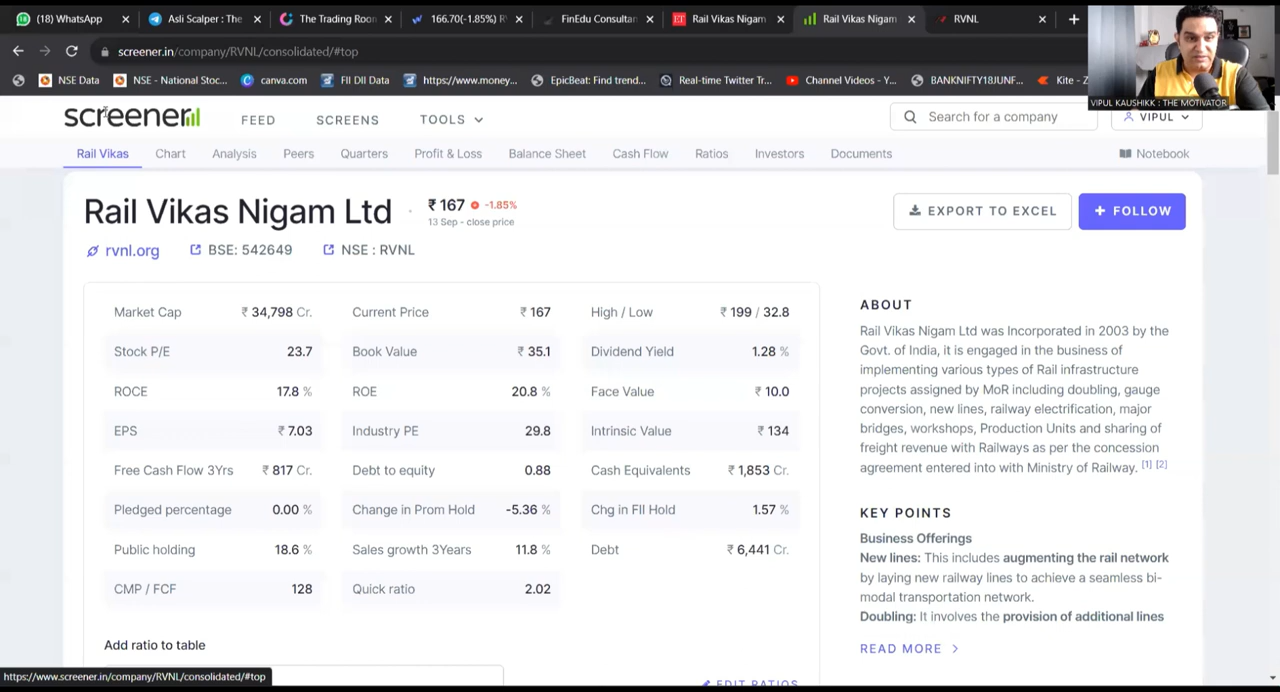 (18) WhatsApp
Asli Scalper : The
The Trading Roon
166.70(-1.85%) R
FinEdu Consultan
Rail Vikas Nigam
Rail Vikas Nigam
RVNL
screener.in/company/RVNL/consolidated/#top
NSE Data
NSE - National Stoc...
canva.com
FII DII Data
https://www.money...
EpicBeat: Find trend...
Real-time Twitter Tr...
Channel Videos - Y...
BANKNIFTY18JUNF...
Kite - Z
VIPUL KAUSHIKK : THE MOTIVATOR
screener
FEED
SCREENS
TOOLS
Search for a company
VIPUL
Rail Vikas
Chart
Analysis
Peers
Quarters
Profit & Loss
Balance Sheet
Cash Flow
Ratios
Investors
Documents
Notebook
Rail Vikas Nigam Ltd
₹ 167 -1.85%
13 Sep - close price
EXPORT TO EXCEL
+ FOLLOW
rvnl.org
BSE: 542649
NSE : RVNL
Market Cap ₹ 34,798 Cr.
Current Price ₹ 167
High / Low ₹ 199 / 32.8
Stock P/E 23.7
Book Value ₹ 35.1
Dividend Yield 1.28 %
ROCE 17.8 %
ROE 20.8 %
Face Value ₹ 10.0
EPS ₹ 7.03
Industry PE 29.8
Intrinsic Value ₹ 134
Free Cash Flow 3Yrs ₹ 817 Cr.
Debt to equity 0.88
Cash Equivalents ₹ 1,853 Cr.
Pledged percentage 0.00 %
Change in Prom Hold -5.36 %
Chg in FII Hold 1.57 %
Public holding 18.6 %
Sales growth 3Years 11.8 %
Debt ₹ 6,441 Cr.
CMP / FCF 128
Quick ratio 2.02
Add ratio to table
EDIT RATIOS
ABOUT
Rail Vikas Nigam Ltd was Incorporated in 2003 by the
Govt. of India, it is engaged in the business of
implementing various types of Rail infrastructure
projects assigned by MoR including doubling, gauge
conversion, new lines, railway electrification, major
bridges, workshops, Production Units and sharing of
freight revenue with Railways as per the concession
agreement entered into with Ministry of Railway. [1] [2]
KEY POINTS
Business Offerings
New lines: This includes augmenting the rail network
by laying new railway lines to achieve a seamless bi-
modal transportation network.
Doubling: It involves the provision of additional lines
READ MORE
https://www.screener.in/company/RVNL/consolidated/#top